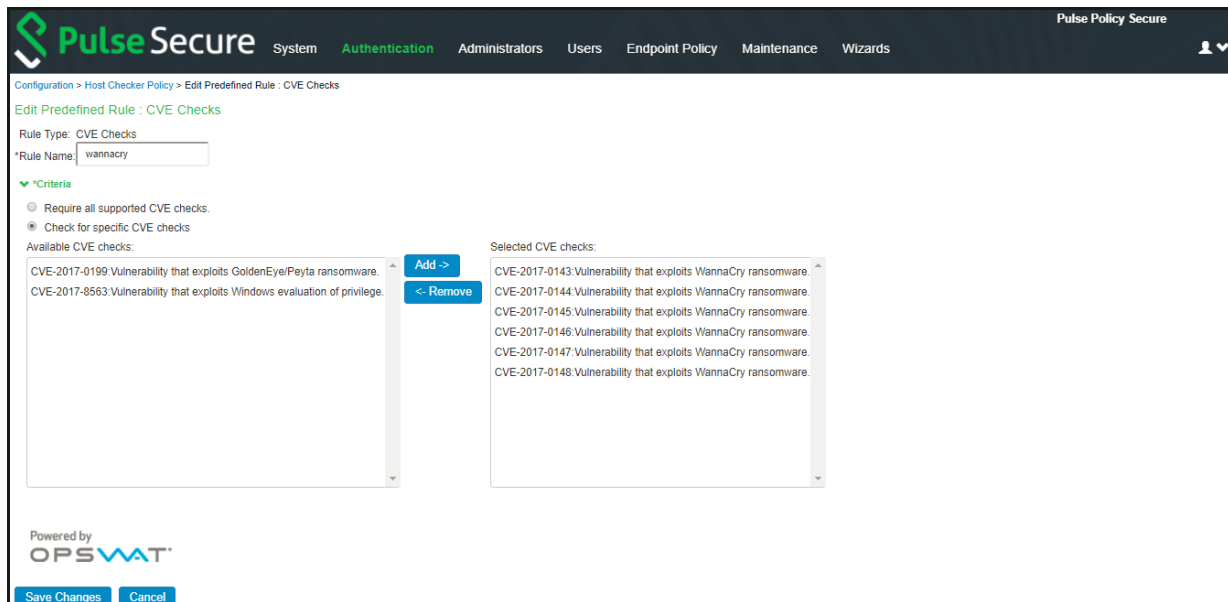 Pulse Policy Secure
Pulse Secure System Authentication Administrators Users Endpoint Policy Maintenance Wizards
Configuration > Host Checker Policy > Edit Predefined Rule : CVE Checks
Edit Predefined Rule : CVE Checks
Rule Type: CVE Checks
*Rule Name: wannacry
*Criteria
Require all supported CVE checks.
Check for specific CVE checks
Available CVE checks:
CVE-2017-0199:Vulnerability that exploits GoldenEye/Peyta ransomware.
CVE-2017-8563:Vulnerability that exploits Windows evaluation of privilege.
Add ->
<- Remove
Selected CVE checks:
CVE-2017-0143:Vulnerability that exploits WannaCry ransomware.
CVE-2017-0144:Vulnerability that exploits WannaCry ransomware.
CVE-2017-0145:Vulnerability that exploits WannaCry ransomware.
CVE-2017-0146:Vulnerability that exploits WannaCry ransomware.
CVE-2017-0147:Vulnerability that exploits WannaCry ransomware.
CVE-2017-0148:Vulnerability that exploits WannaCry ransomware.
Powered by
OPSWAT
Save Changes Cancel